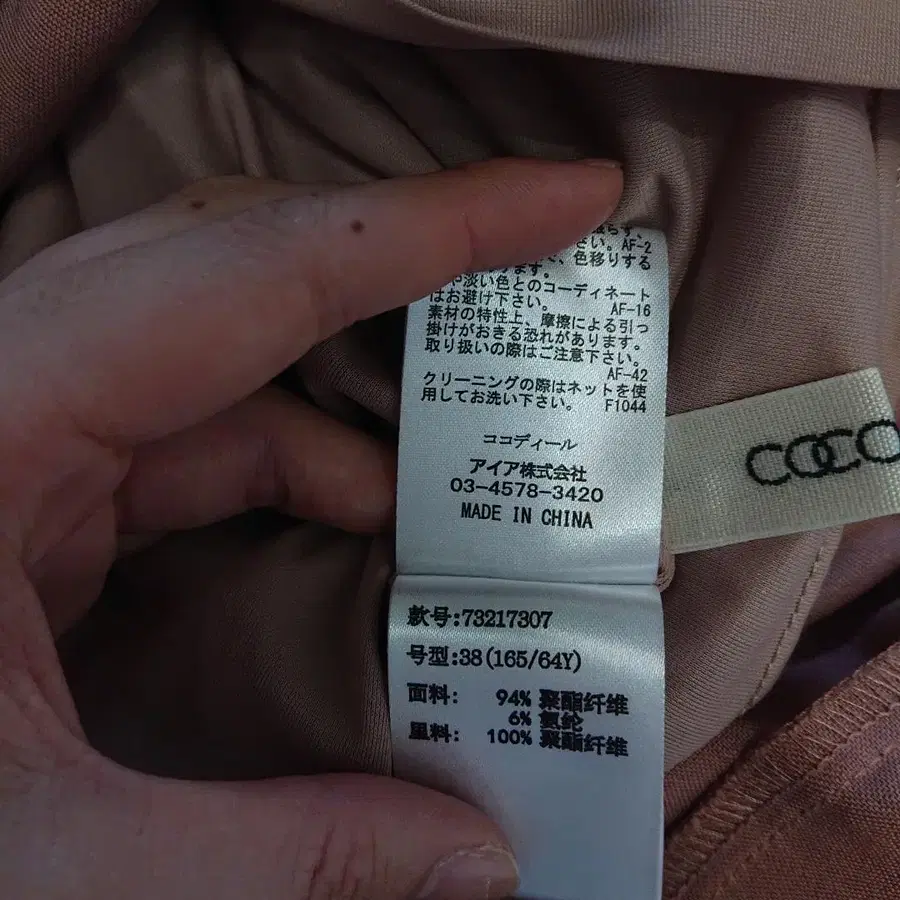 さい。AF-2
色移りする
や淡い色とのコーディネート
はお避け下さい。 AF-16
素材の特性上、摩擦による引っ
掛けがおきる恐れがあります。
取り扱いの際はご注意下さい。
AF-42
クリーニングの際はネットを使
用してお洗い下さい。 F1044
ココディール
アイア株式会社
03-4578-3420
MADE IN CHINA
COCO
款号:73217307
号型:38(165/64Y)
面料: 94% 聚酯纤维
6% 氨纶
里料: 100% 聚酯纤维